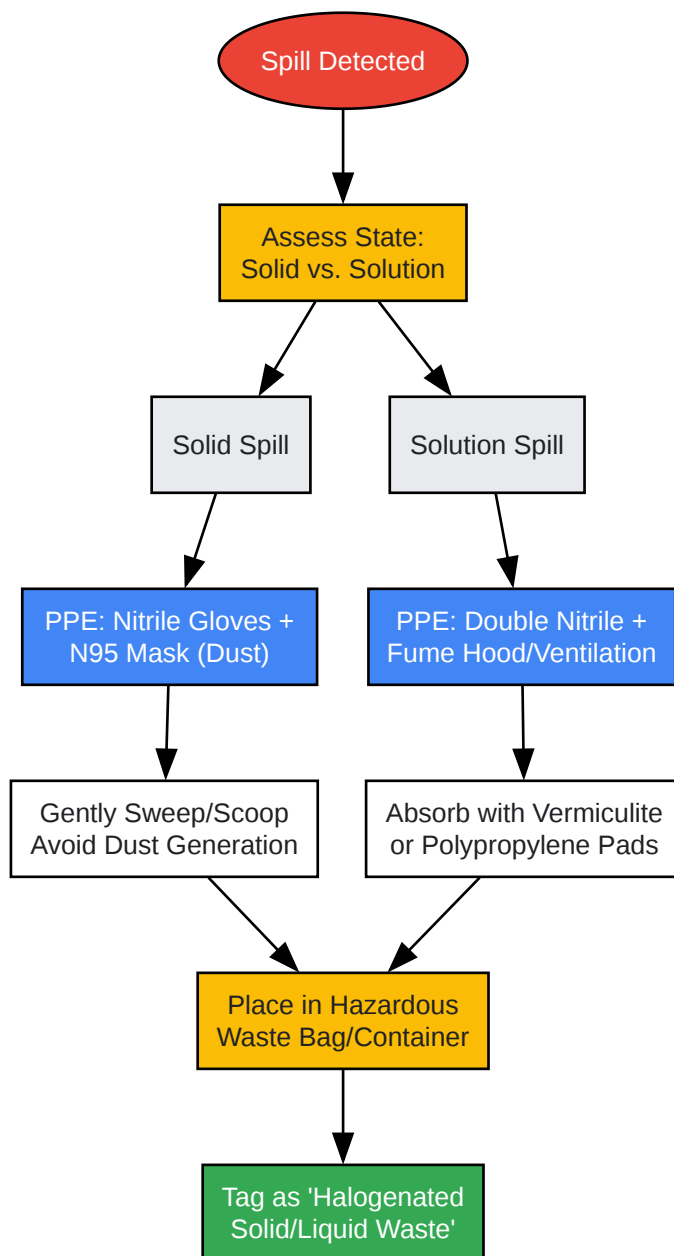 Spill Detected
Assess State:
Solid vs. Solution
Solid Spill
Solution Spill
PPE: Nitrile Gloves +
N95 Mask (Dust)
PPE: Double Nitrile +
Fume Hood/Ventilation
Gently Sweep/Scoop
Avoid Dust Generation
Absorb with Vermiculite
or Polypropylene Pads
Place in Hazardous
Waste Bag/Container
Tag as 'Halogenated
Solid/Liquid Waste'